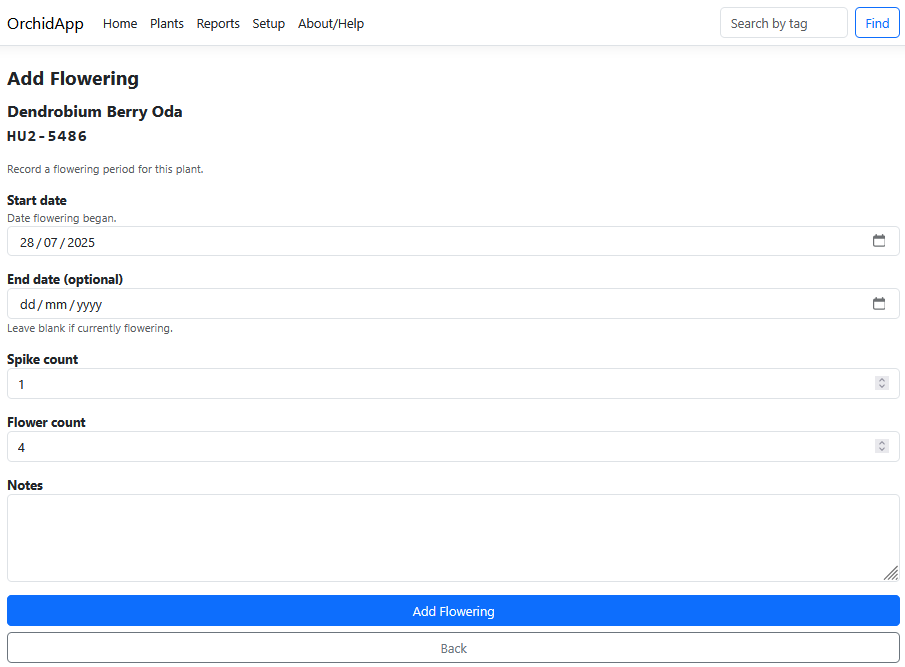 OrchidApp Home Plants Reports Setup About/Help Search by tag Find
Add Flowering
Dendrobium Berry Oda
HU2-5486
Record a flowering period for this plant.
Start date
Date flowering began.
28/07/2025
End date (optional)
dd/mm/yyyy
Leave blank if currently flowering.
Spike count
1
Flower count
4
Notes
Add Flowering
Back